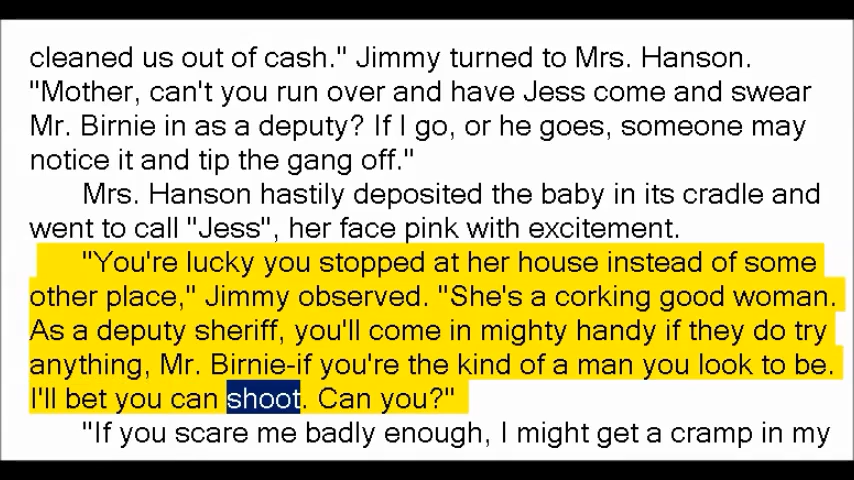 cleaned us out of cash." Jimmy turned to Mrs. Hanson.
"Mother, can't you run over and have Jess come and swear
Mr. Birnie in as a deputy? If I go, or he goes, someone may
notice it and tip the gang off."
Mrs. Hanson hastily deposited the baby in its cradle and
went to call "Jess", her face pink with excitement.
"You're lucky you stopped at her house instead of some
other place," Jimmy observed. "She's a corking good woman.
As a deputy sheriff, you'll come in mighty handy if they do try
anything, Mr. Birnie-if you're the kind of a man you look to be.
I'll bet you can shoot. Can you?"
"If you scare me badly enough, I might get a cramp in my